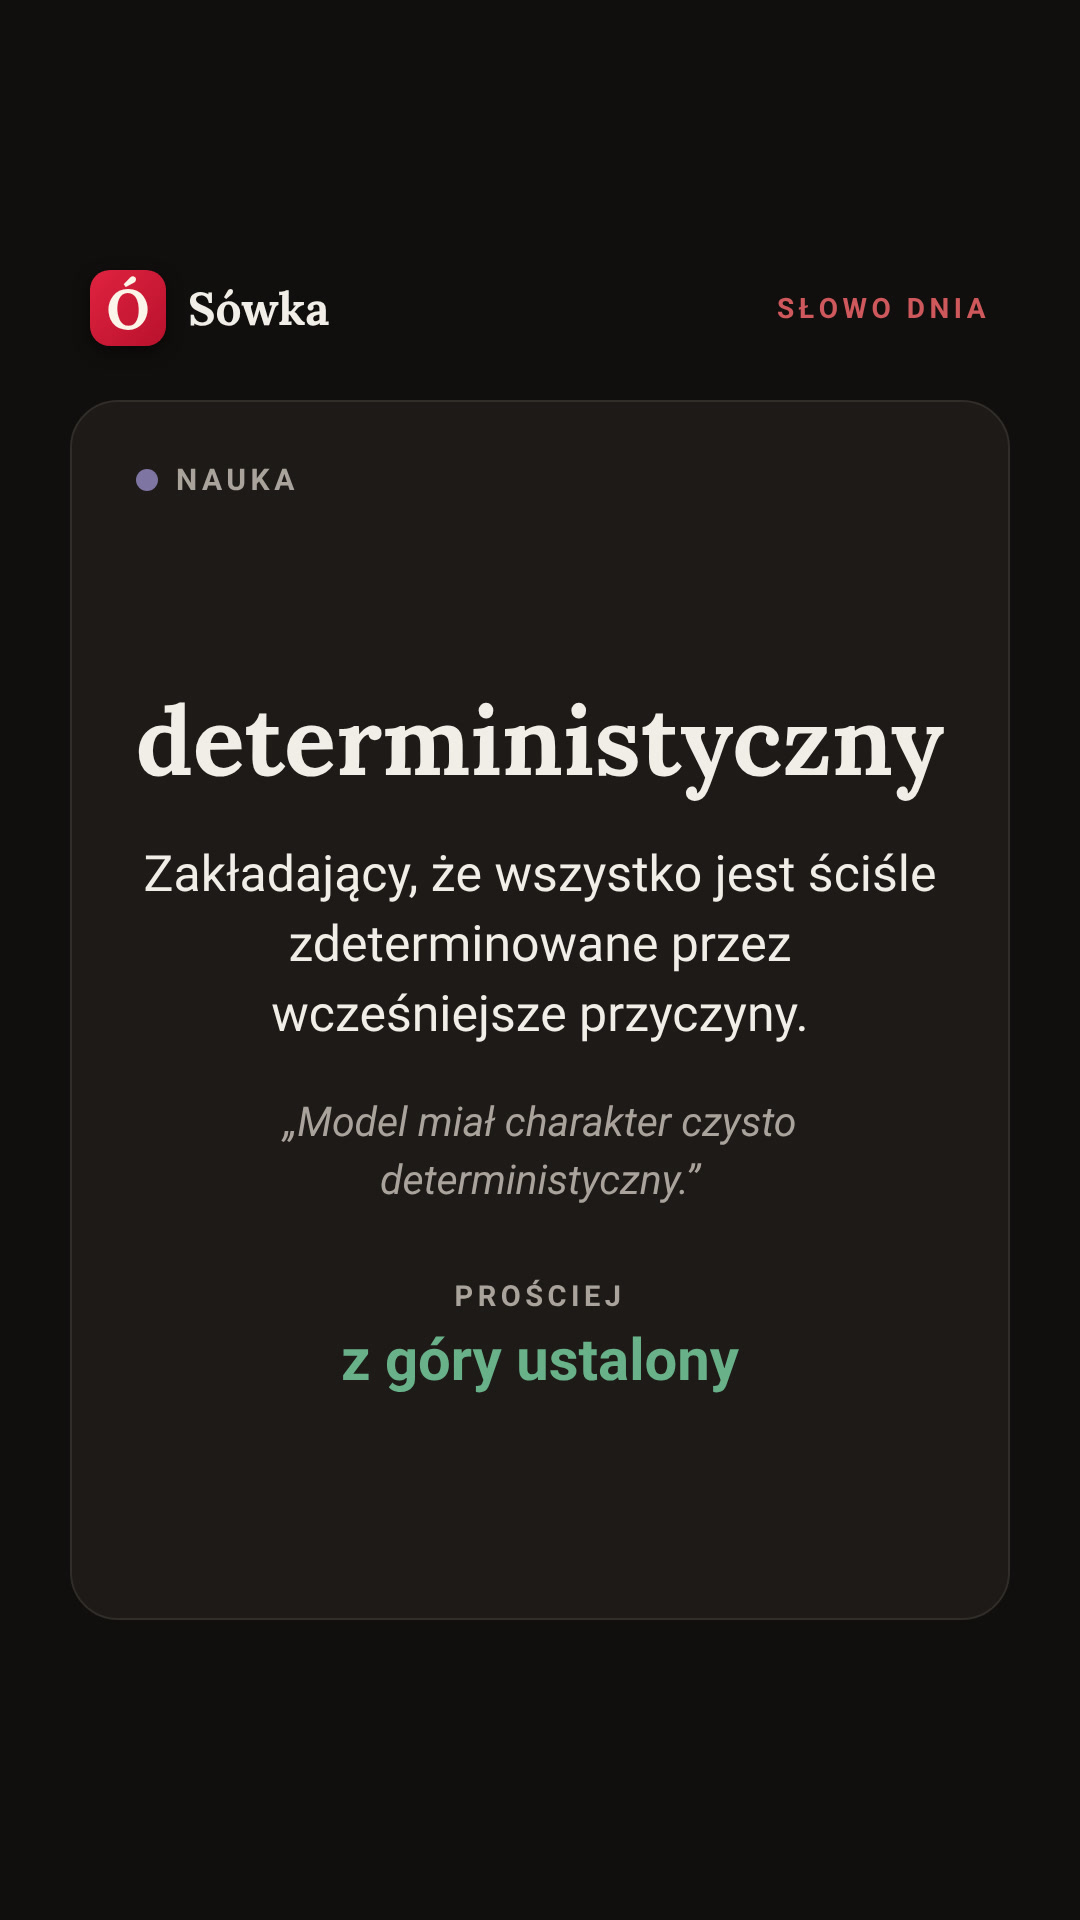 Ó Sówka
SŁOWO DNIA
NAUKA
deterministyczny
Zakładający, że wszystko jest ściśle
zdeterminowane przez
wcześniejsze przyczyny.
„Model miał charakter czysto
deterministyczny.”
PROŚCIEJ
z góry ustalony